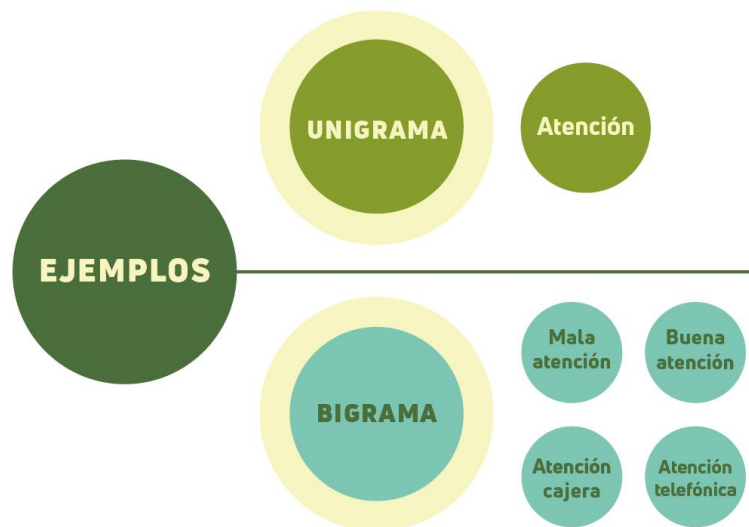 EJEMPLOS
UNIGRAMA
Atención
BIGRAMA
Mala
atención
Buena
atención
Atención
cajera
Atención
telefónica